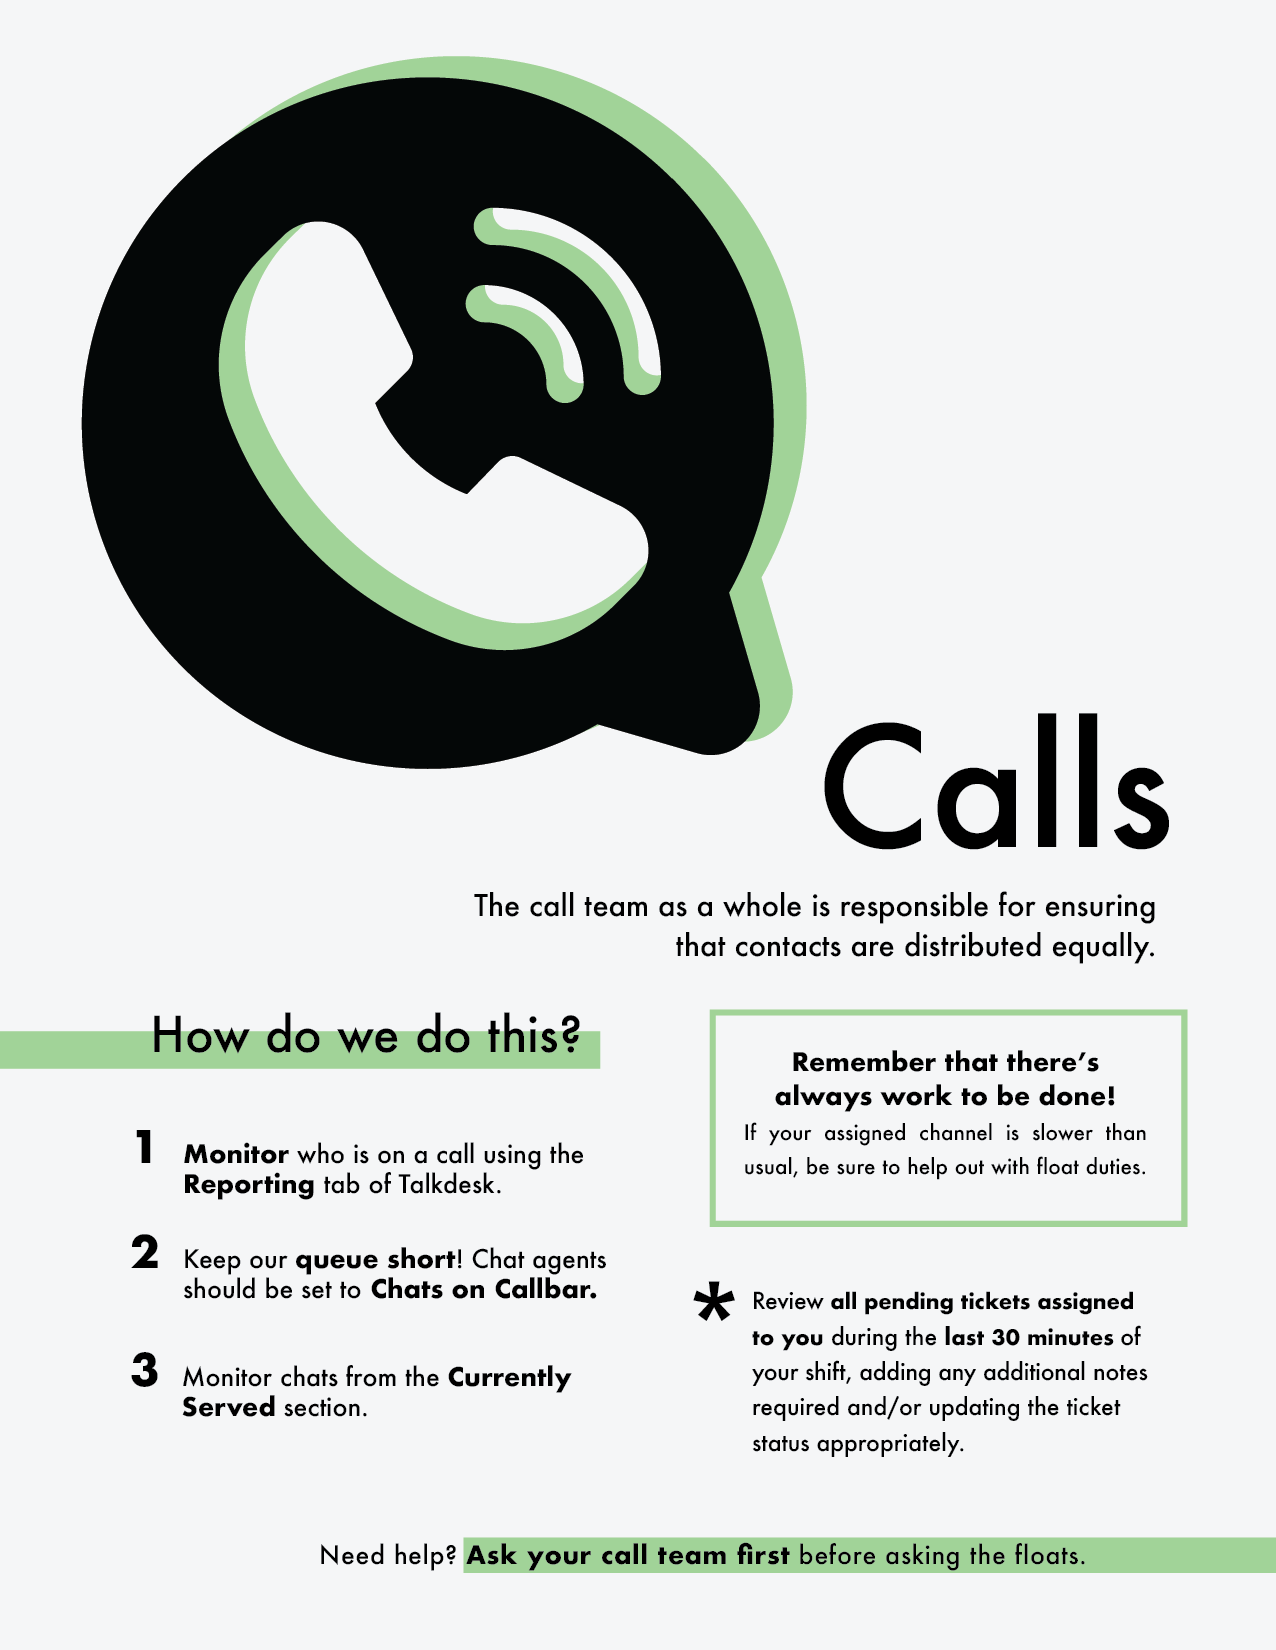 Calls
The call team as a whole is responsible for ensuring
that contacts are distributed equally.
How do we do this?
1 Monitor who is on a call using the
Reporting tab of Talkdesk.
2 Keep our queue short! Chat agents
should be set to Chats on Callbar.
3 Monitor chats from the Currently
Served section.
Remember that there’s
always work to be done!
If your assigned channel is slower than
usual, be sure to help out with float duties.
* Review all pending tickets assigned
to you during the last 30 minutes of
your shift, adding any additional notes
required and/or updating the ticket
status appropriately.
Need help? Ask your call team first before asking the floats.